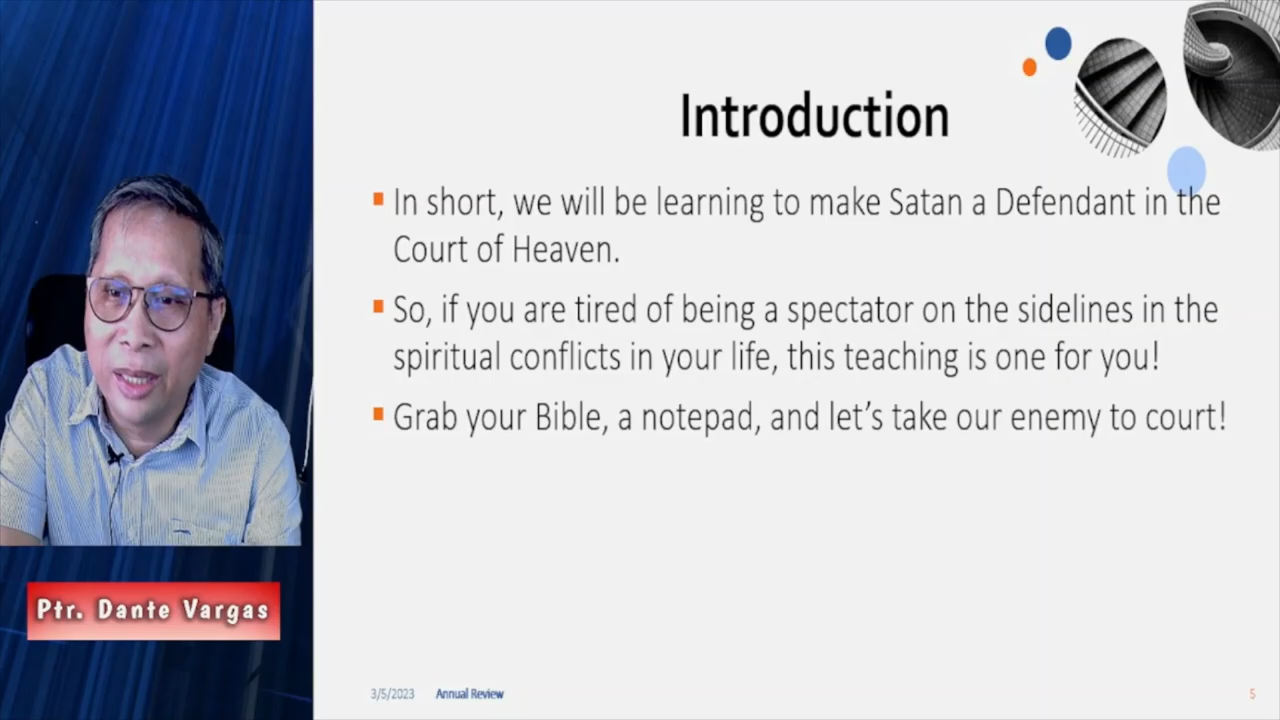 Introduction
▪ In short, we will be learning to make Satan a Defendant in the
Court of Heaven.
▪ So, if you are tired of being a spectator on the sidelines in the
spiritual conflicts in your life, this teaching is one for you!
▪ Grab your Bible, a notepad, and let’s take our enemy to court!
Ptr. Dante Vargas
3/5/2023 Annual Review 5